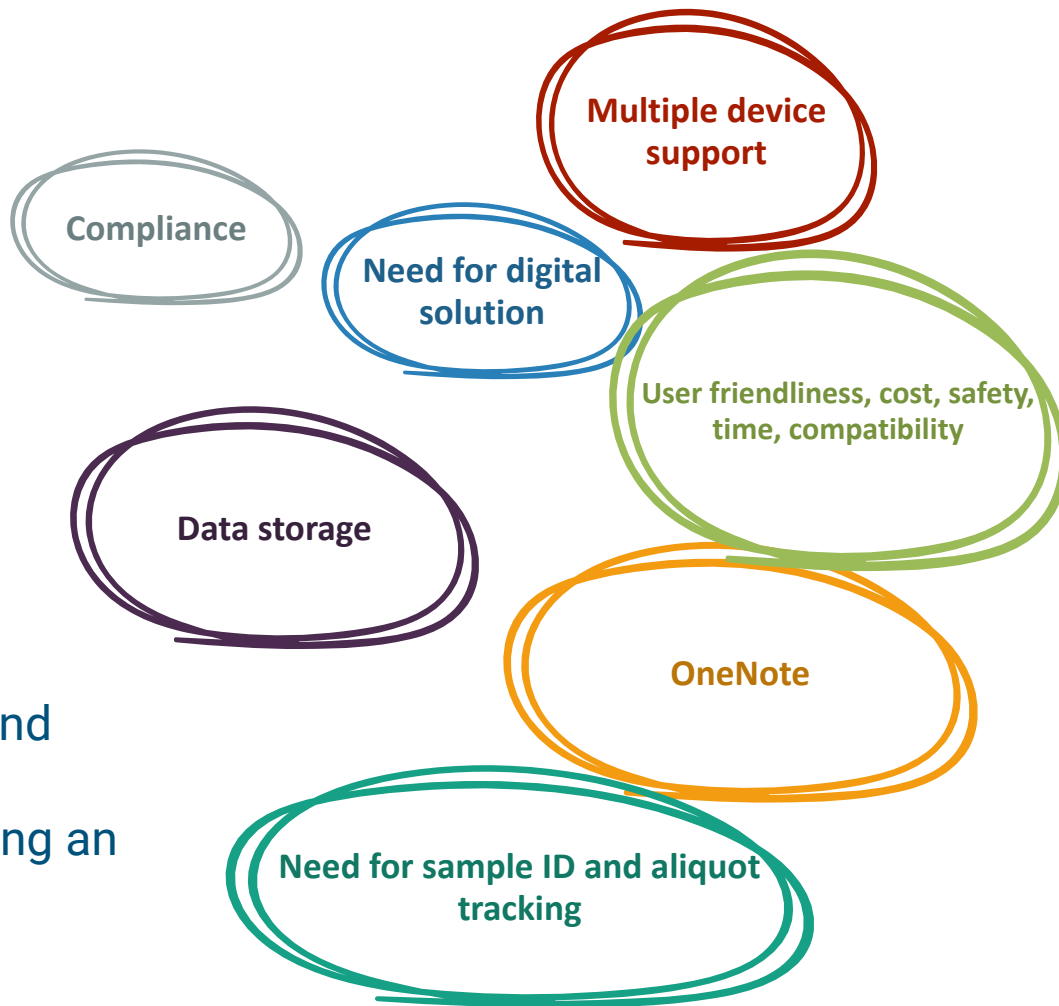 Multiple device
support
Compliance
Need for digital
solution
User friendliness, cost, safety,
time, compatibility
Data storage
OneNote
nd
ng an
Need for sample ID and aliquot
tracking